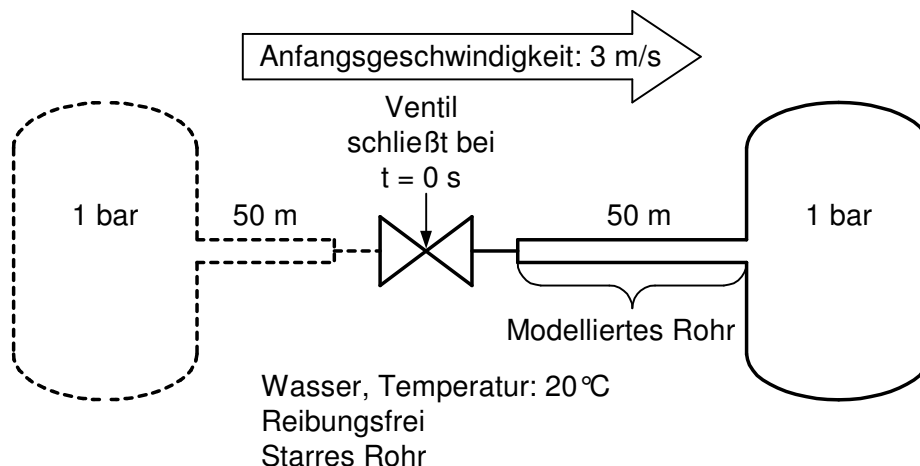 Anfangsgeschwindigkeit: 3 m/s
Ventil
schließt bei
t = 0 s
1 bar
50 m
50 m
1 bar
Modelliertes Rohr
Wasser, Temperatur: 20°C
Reibungsfrei
Starres Rohr